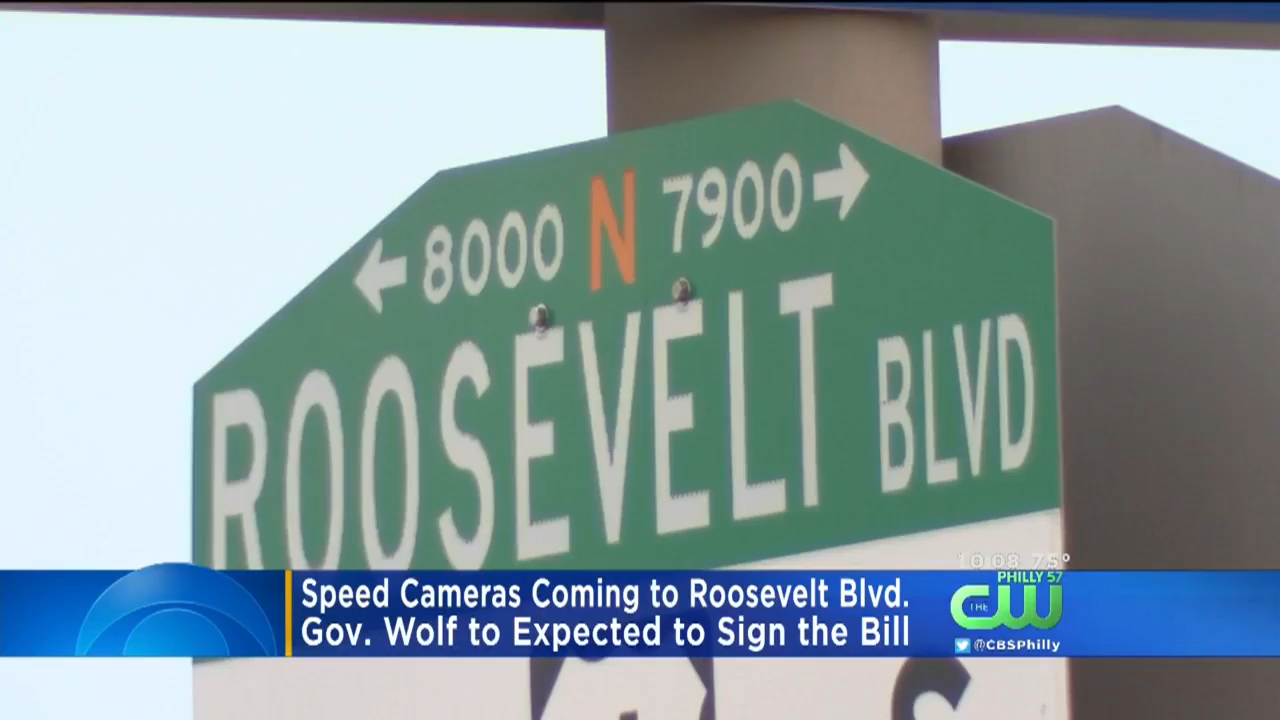 ← 8000 N 7900 →
ROOSEVELT BLVD
10:08 75°
Speed Cameras Coming to Roosevelt Blvd.
Gov. Wolf to Expected to Sign the Bill
PHILLY 57
THE CW
@CBSPhilly
S